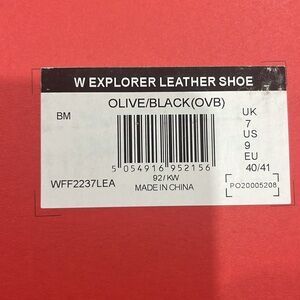 W EXPLORER LEATHER SHOE
OLIVE/BLACK(OVB)
BM
UK
7
US
9
EU
40/41
5 054916 952156
92/KW
WFF2237LEA
MADE IN CHINA
PO20005208